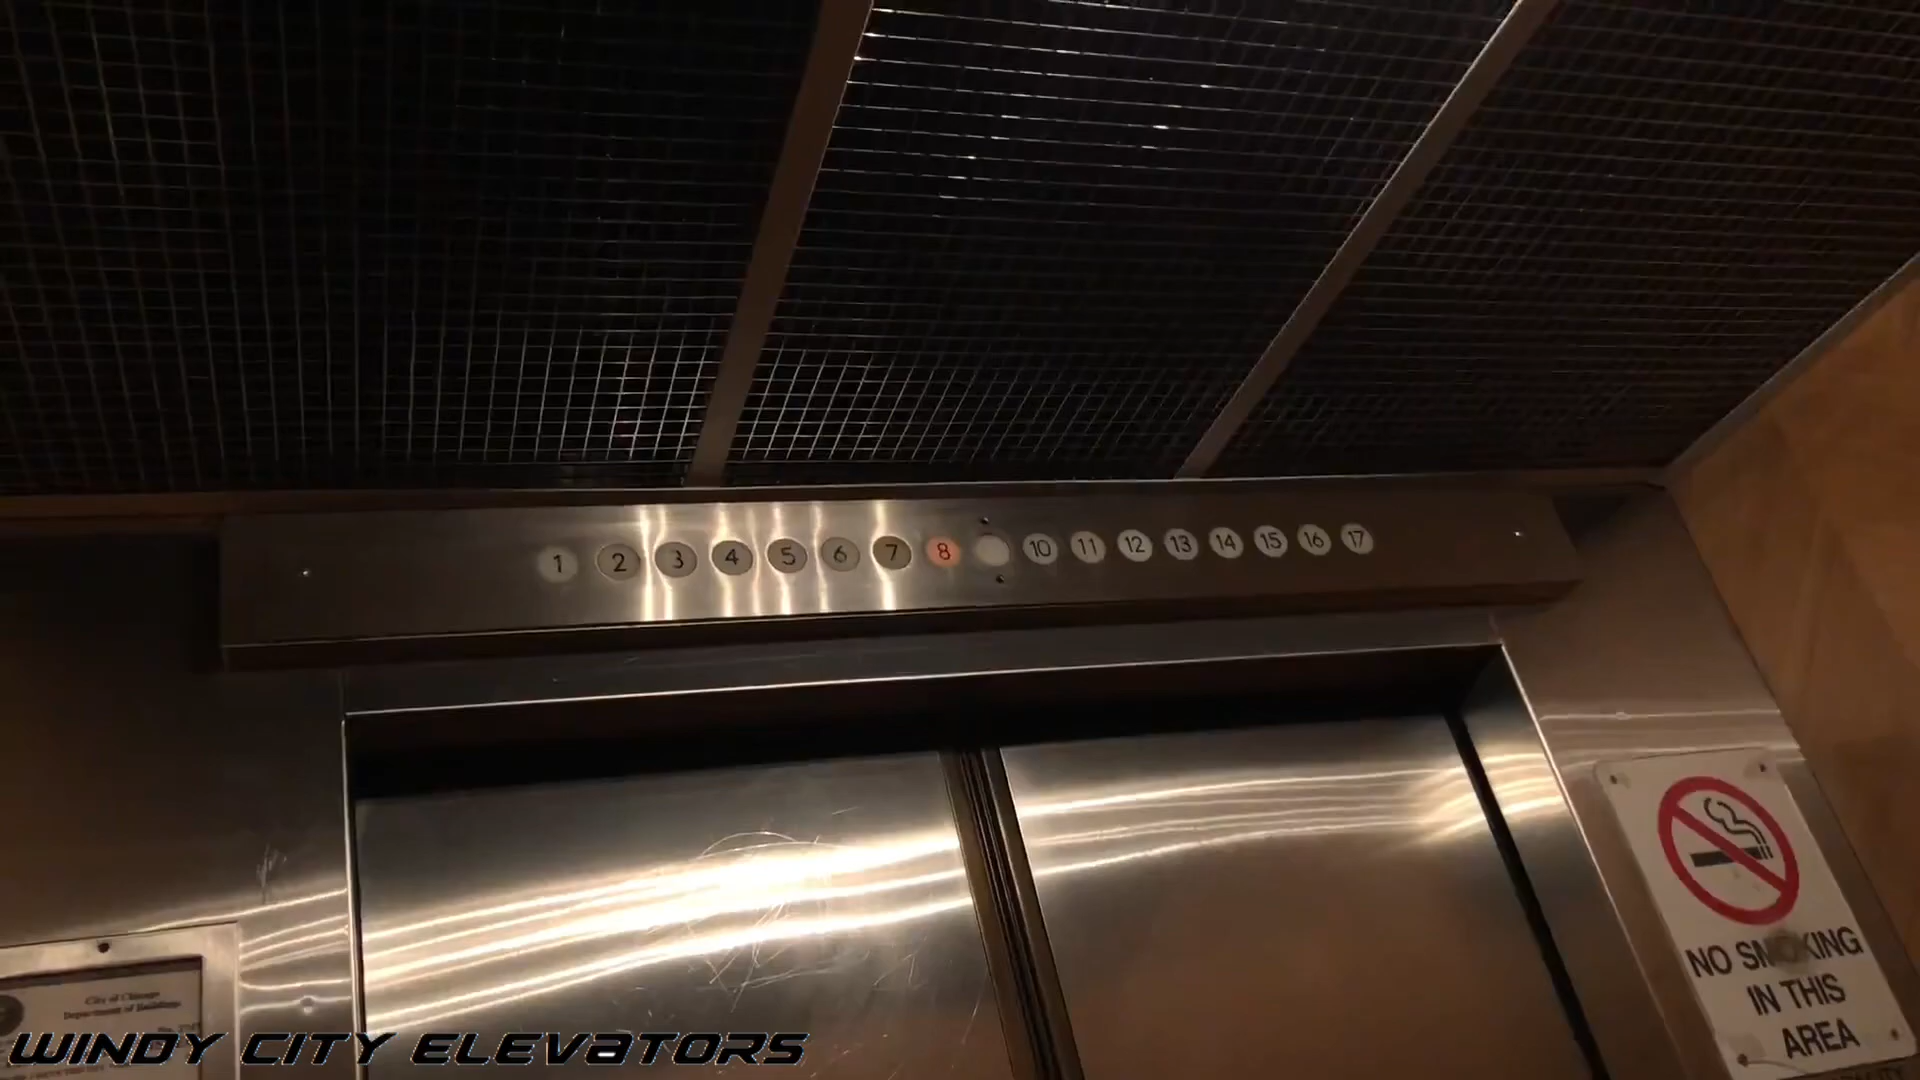 1 2 3 4 5 6 7 8 10 11 12 13 14 15 16 17
NO SMOKING
IN THIS
AREA
City of Chicago
Department of Buildings
WINDY CITY ELEVATORS